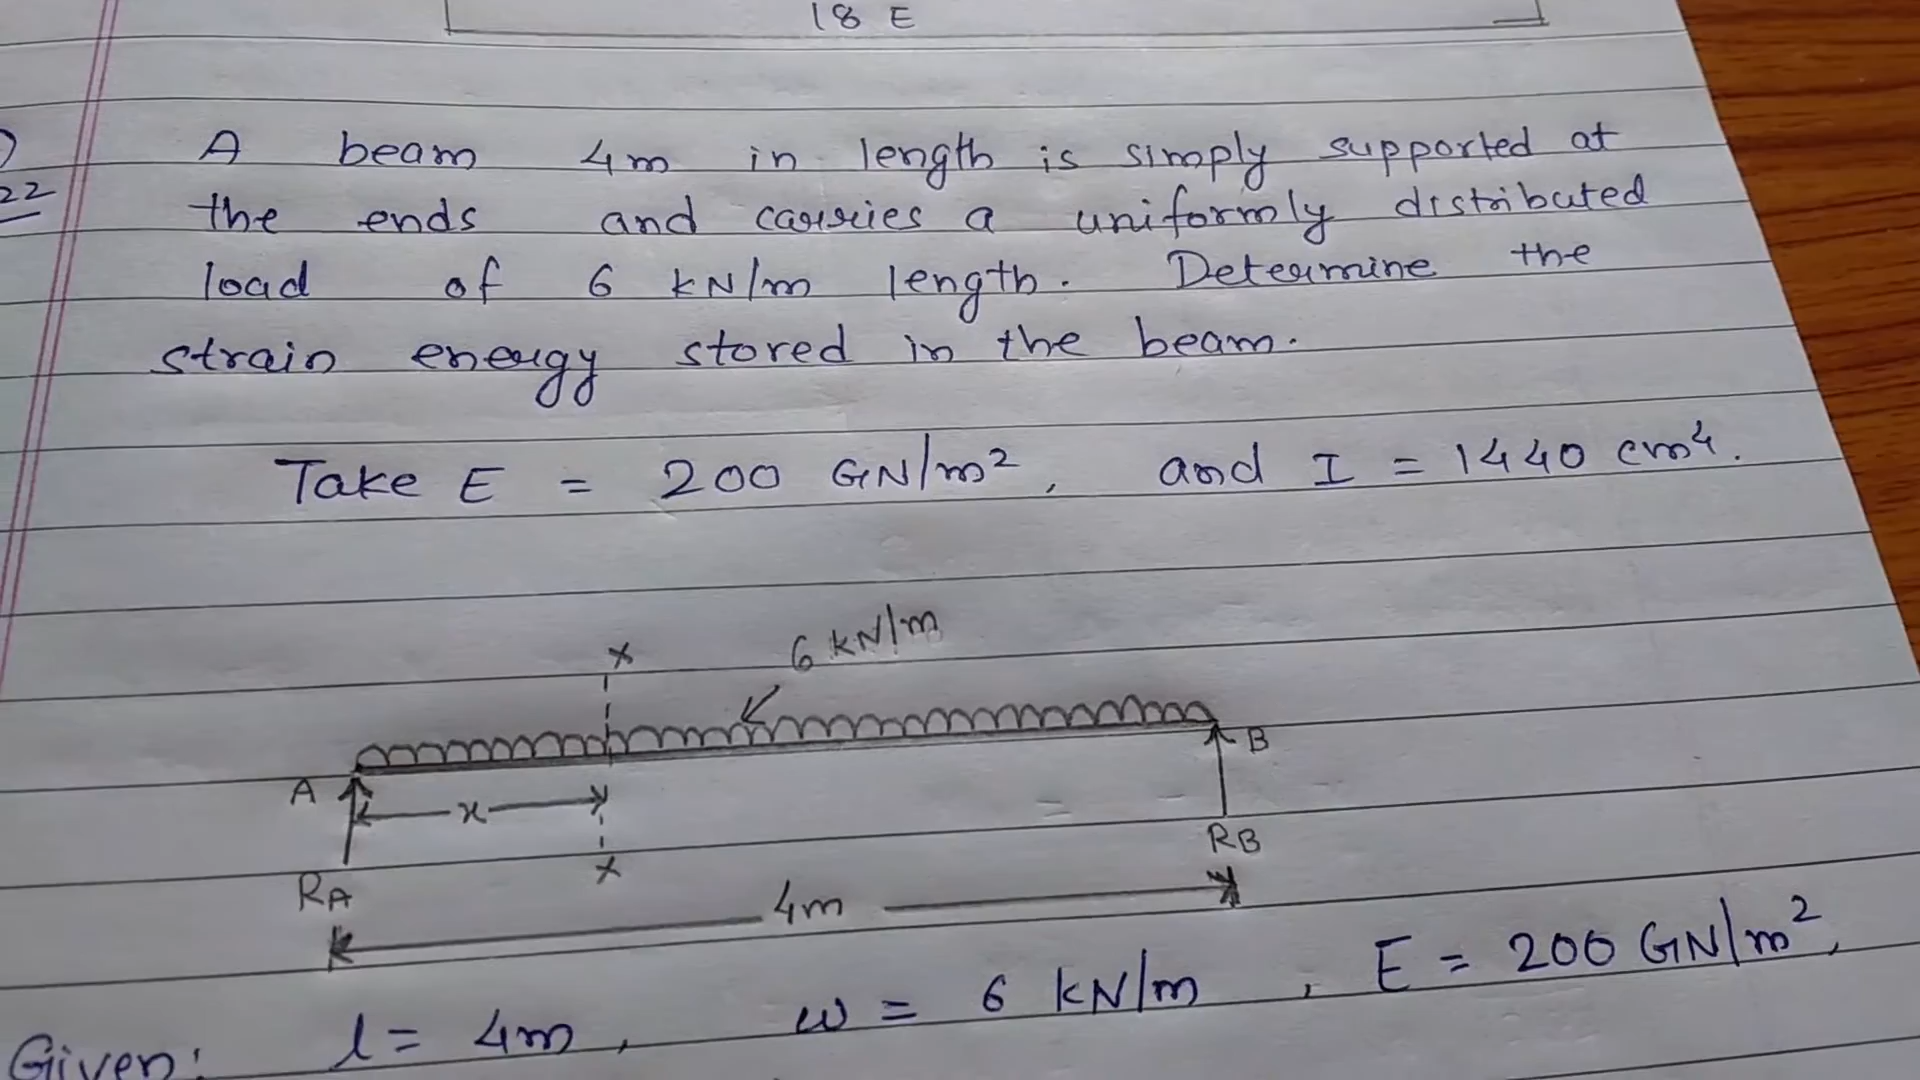 18 E
A beam 4m in length is simply supported at
22
the ends and carries a uniformly distributed
load of 6 kN/m length. Determine the
strain energy stored in the beam.
Take E = 200 GN/m², and I = 1440 cm⁴.
x 6 kN/m
A x B
x
RA RB
4m
Given: l = 4m, w = 6 kN/m, E = 200 GN/m²,